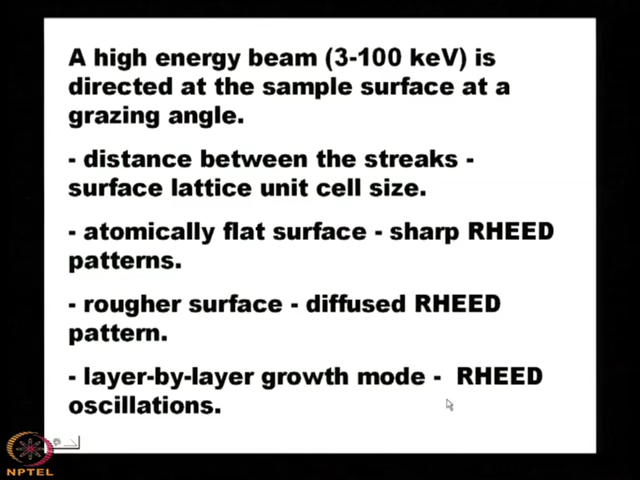 A high energy beam (3-100 keV) is
directed at the sample surface at a
grazing angle.
- distance between the streaks -
surface lattice unit cell size.
- atomically flat surface - sharp RHEED
patterns.
- rougher surface - diffused RHEED
pattern.
- layer-by-layer growth mode - RHEED
oscillations.
NPTEL